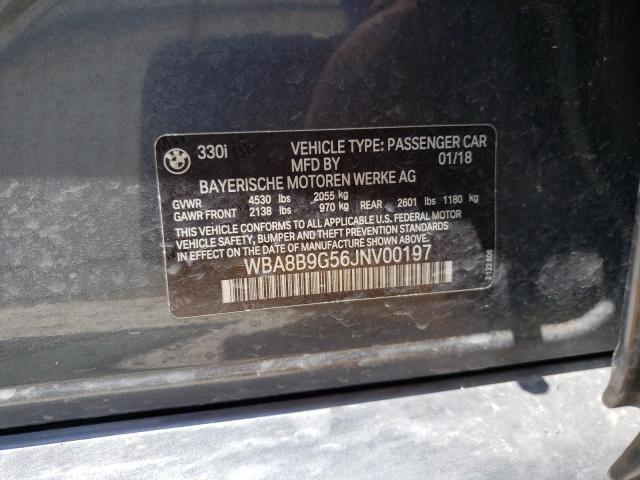 BMW
330i VEHICLE TYPE: PASSENGER CAR
MFD BY 01/18
BAYERISCHE MOTOREN WERKE AG
GVWR 4530 lbs 2055 kg
GAWR FRONT 2138 lbs 970 kg REAR 2601 lbs 1180 kg
THIS VEHICLE CONFORMS TO ALL APPLICABLE U.S. FEDERAL MOTOR
VEHICLE SAFETY, BUMPER AND THEFT PREVENTION STANDARDS
IN EFFECT ON THE DATE OF MANUFACTURE SHOWN ABOVE.
WBA8B9G56JNV00197